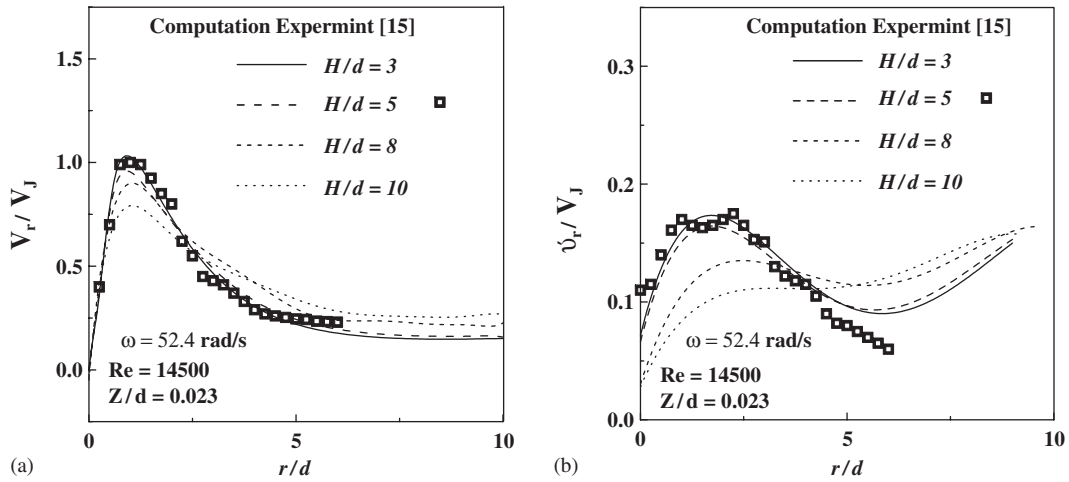 Computation Expermint [15]
1.5
H/d = 3
H/d = 5
H/d = 8
1.0
H/d = 10
V_r / V_J
0.5
ω = 52.4 rad/s
0.0
Re = 14500
Z/d = 0.023
0 5 10
(a) r/d
Computation Expermint [15]
0.3
H/d = 3
H/d = 5
H/d = 8
0.2
H/d = 10
ύ_r / V_J
0.1
ω = 52.4 rad/s
Re = 14500
Z/d = 0.023
0.0
0 5 10
(b) r/d